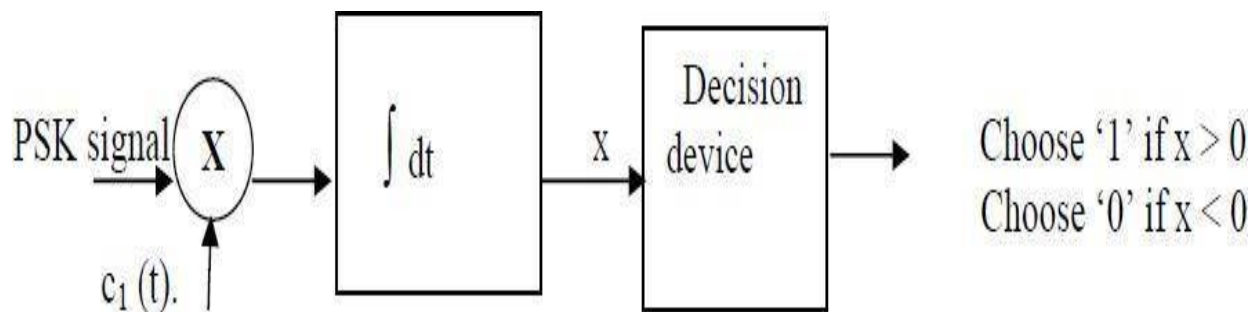 PSK signal
X
c₁ (t).
∫ dt
x
Decision
device
Choose ‘1’ if x > 0
Choose ‘0’ if x < 0